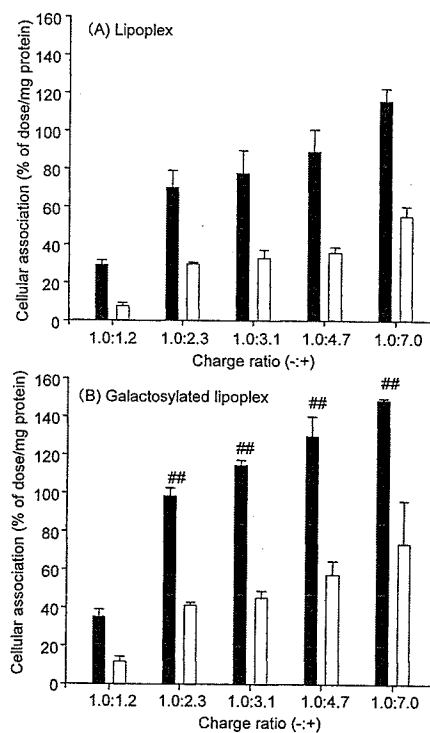 (A) Lipoplex
Cellular association (% of dose/mg protein)
160
140
120
100
80
60
40
20
0
1.0:1.2 1.0:2.3 1.0:3.1 1.0:4.7 1.0:7.0
Charge ratio (-:+)
(B) Galactosylated lipoplex
Cellular association (% of dose/mg protein)
160
140
120
100
80
60
40
20
0
## ## ## ##
1.0:1.2 1.0:2.3 1.0:3.1 1.0:4.7 1.0:7.0
Charge ratio (-:+)